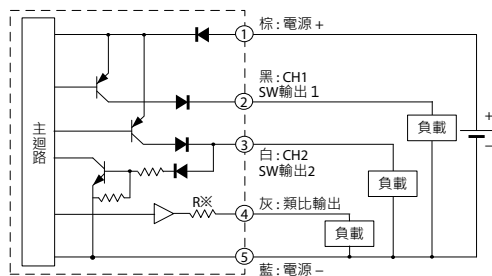 ① 棕：電源＋
黑：CH1
② SW輸出 1
＋
負載
－
主迴路
③ 白：CH2
SW輸出2
負載
R※
④ 灰：類比輸出
負載
⑤ 藍：電源－